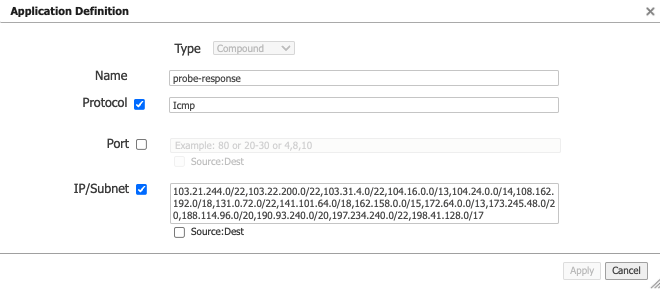 Application Definition
Type Compound
Name probe-response
Protocol Icmp
Port Example: 80 or 20-30 or 4,8,10
Source:Dest
IP/Subnet 103.21.244.0/22,103.22.200.0/22,103.31.4.0/22,104.16.0.0/13,104.24.0.0/14,108.162.
192.0/18,131.0.72.0/22,141.101.64.0/18,162.158.0.0/15,172.64.0.0/13,173.245.48.0/2
0,188.114.96.0/20,190.93.240.0/20,197.234.240.0/22,198.41.128.0/17
Source:Dest
Apply Cancel